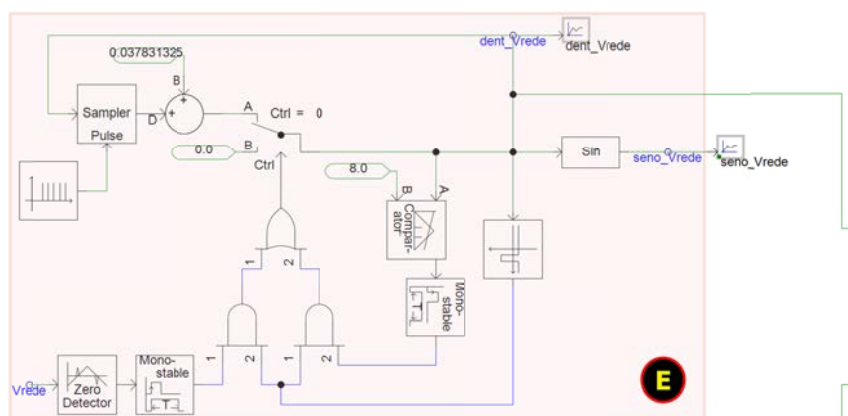 0.037831325
dent_Vrede
dent_Vrede
B
Sampler
Pulse
D
A
Ctrl = 0
B
0.0
Ctrl
8.0
B
A
Sin
seno_Vrede
seno_Vrede
Compar-
ator
Mono-
stable
T
1
2
1
2
1
2
Vrede
Zero
Detector
Mono-
stable
T
E